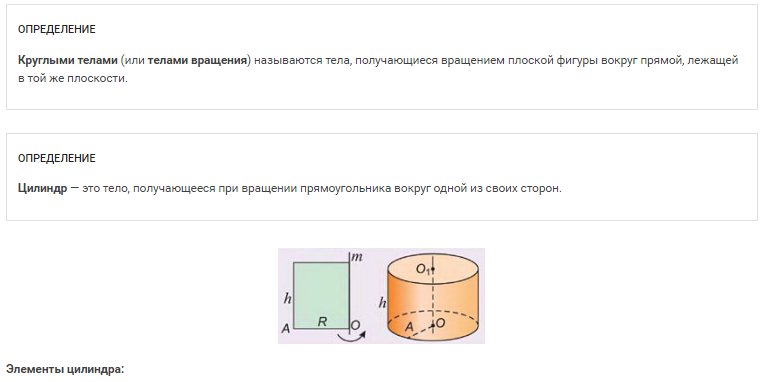 ОПРЕДЕЛЕНИЕ
Круглыми телами (или телами вращения) называются тела, получающиеся вращением плоской фигуры вокруг прямой, лежащей
в той же плоскости.
ОПРЕДЕЛЕНИЕ
Цилиндр — это тело, получающееся при вращении прямоугольника вокруг одной из своих сторон.
m
h
A
R
O
O₁
h
A
O
Элементы цилиндра: